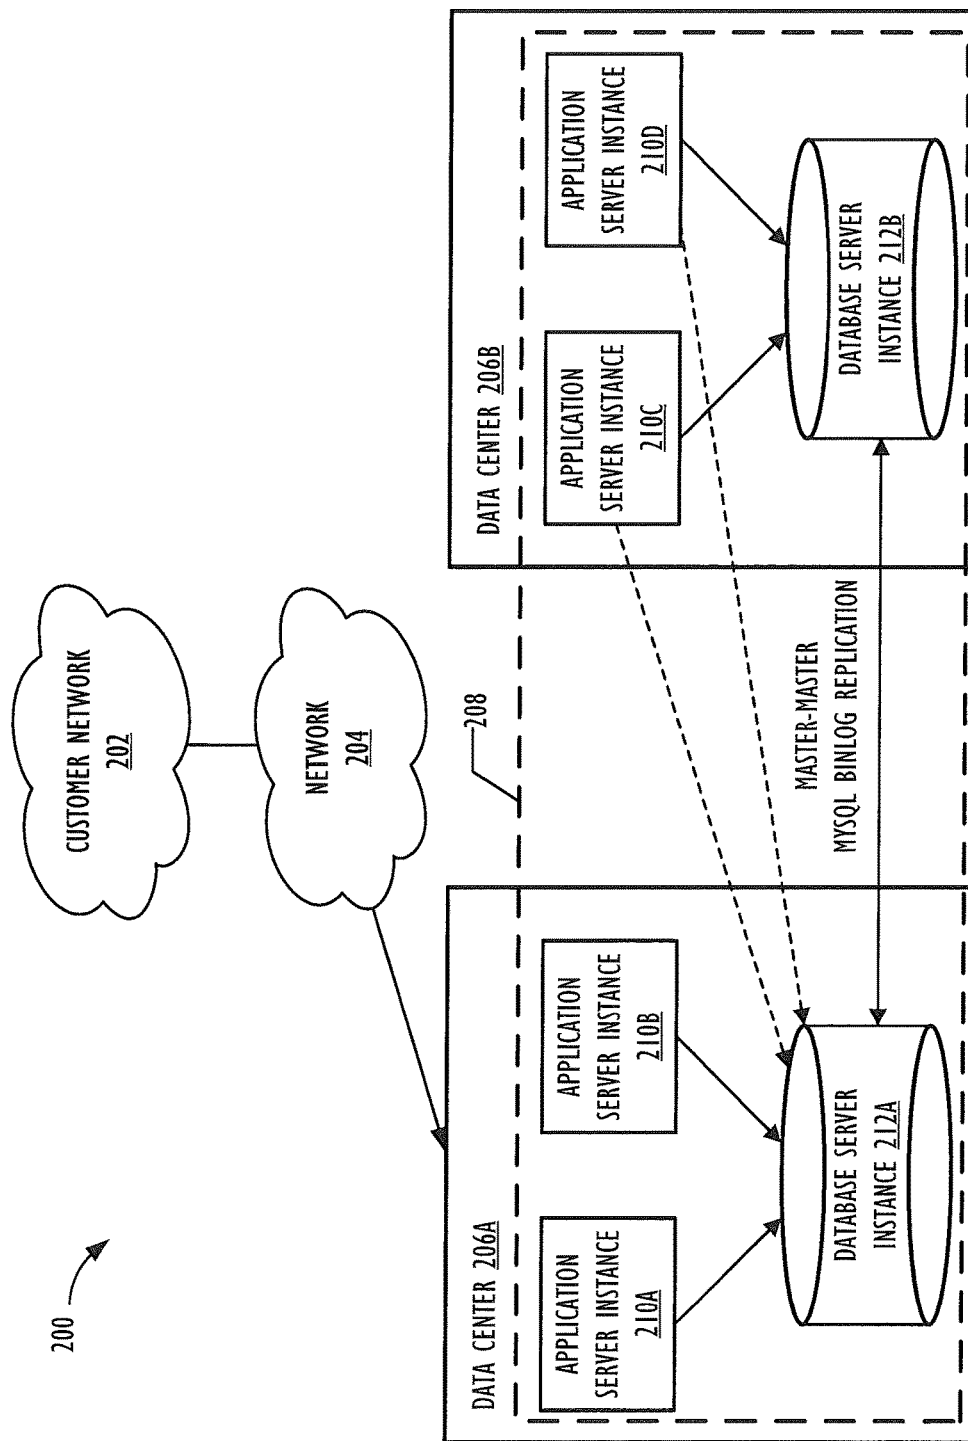 200
CUSTOMER NETWORK
202
NETWORK
204
208
DATA CENTER 206A
APPLICATION
SERVER INSTANCE
210A
APPLICATION
SERVER INSTANCE
210B
DATABASE SERVER
INSTANCE 212A
MASTER-MASTER
MYSQL BINLOG REPLICATION
DATA CENTER 206B
APPLICATION
SERVER INSTANCE
210C
APPLICATION
SERVER INSTANCE
210D
DATABASE SERVER
INSTANCE 212B